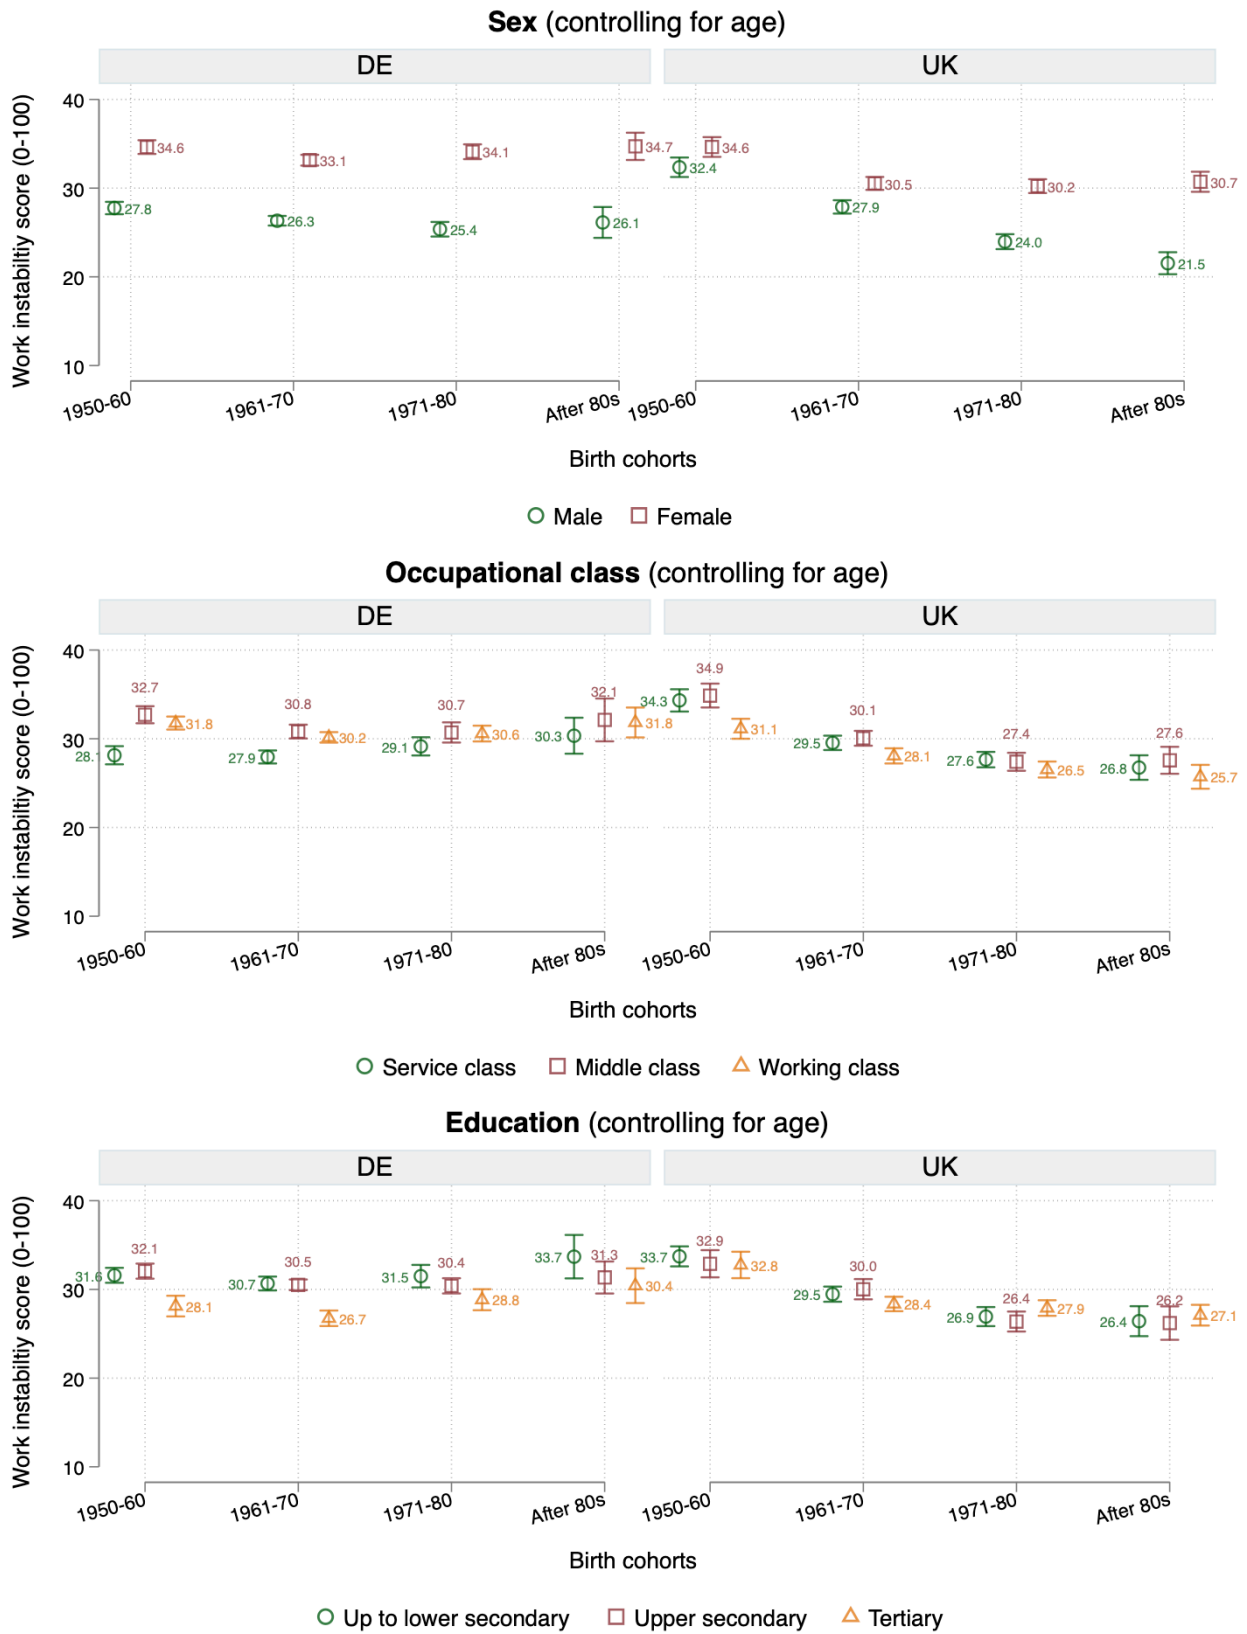 Sex (controlling for age)
DE UK
Work instabiltiy score (0-100)
40
30
20
10
34.6 33.1 34.1 34.7 34.6 30.5 30.2 30.7
27.8 26.3 25.4 26.1 32.4 27.9 24.0 21.5
1950-60 1961-70 1971-80 After 80s 1950-60 1961-70 1971-80 After 80s
Birth cohorts
Male Female
Occupational class (controlling for age)
DE UK
Work instabiltiy score (0-100)
40
30
20
10
32.7 30.8 30.7 32.1 34.9 30.1 27.4 27.6
28.1 27.9 29.1 30.3 34.3 29.5 27.6 26.8
31.8 30.2 30.6 31.8 31.1 28.1 26.5 25.7
1950-60 1961-70 1971-80 After 80s 1950-60 1961-70 1971-80 After 80s
Birth cohorts
Service class Middle class Working class
Education (controlling for age)
DE UK
Work instabiltiy score (0-100)
40
30
20
10
32.1 30.5 30.4 31.3 32.9 30.0 26.4 26.2
31.6 30.7 31.5 33.7 33.7 29.5 26.9 26.4
28.1 26.7 28.8 30.4 32.8 28.4 27.9 27.1
1950-60 1961-70 1971-80 After 80s 1950-60 1961-70 1971-80 After 80s
Birth cohorts
Up to lower secondary Upper secondary Tertiary